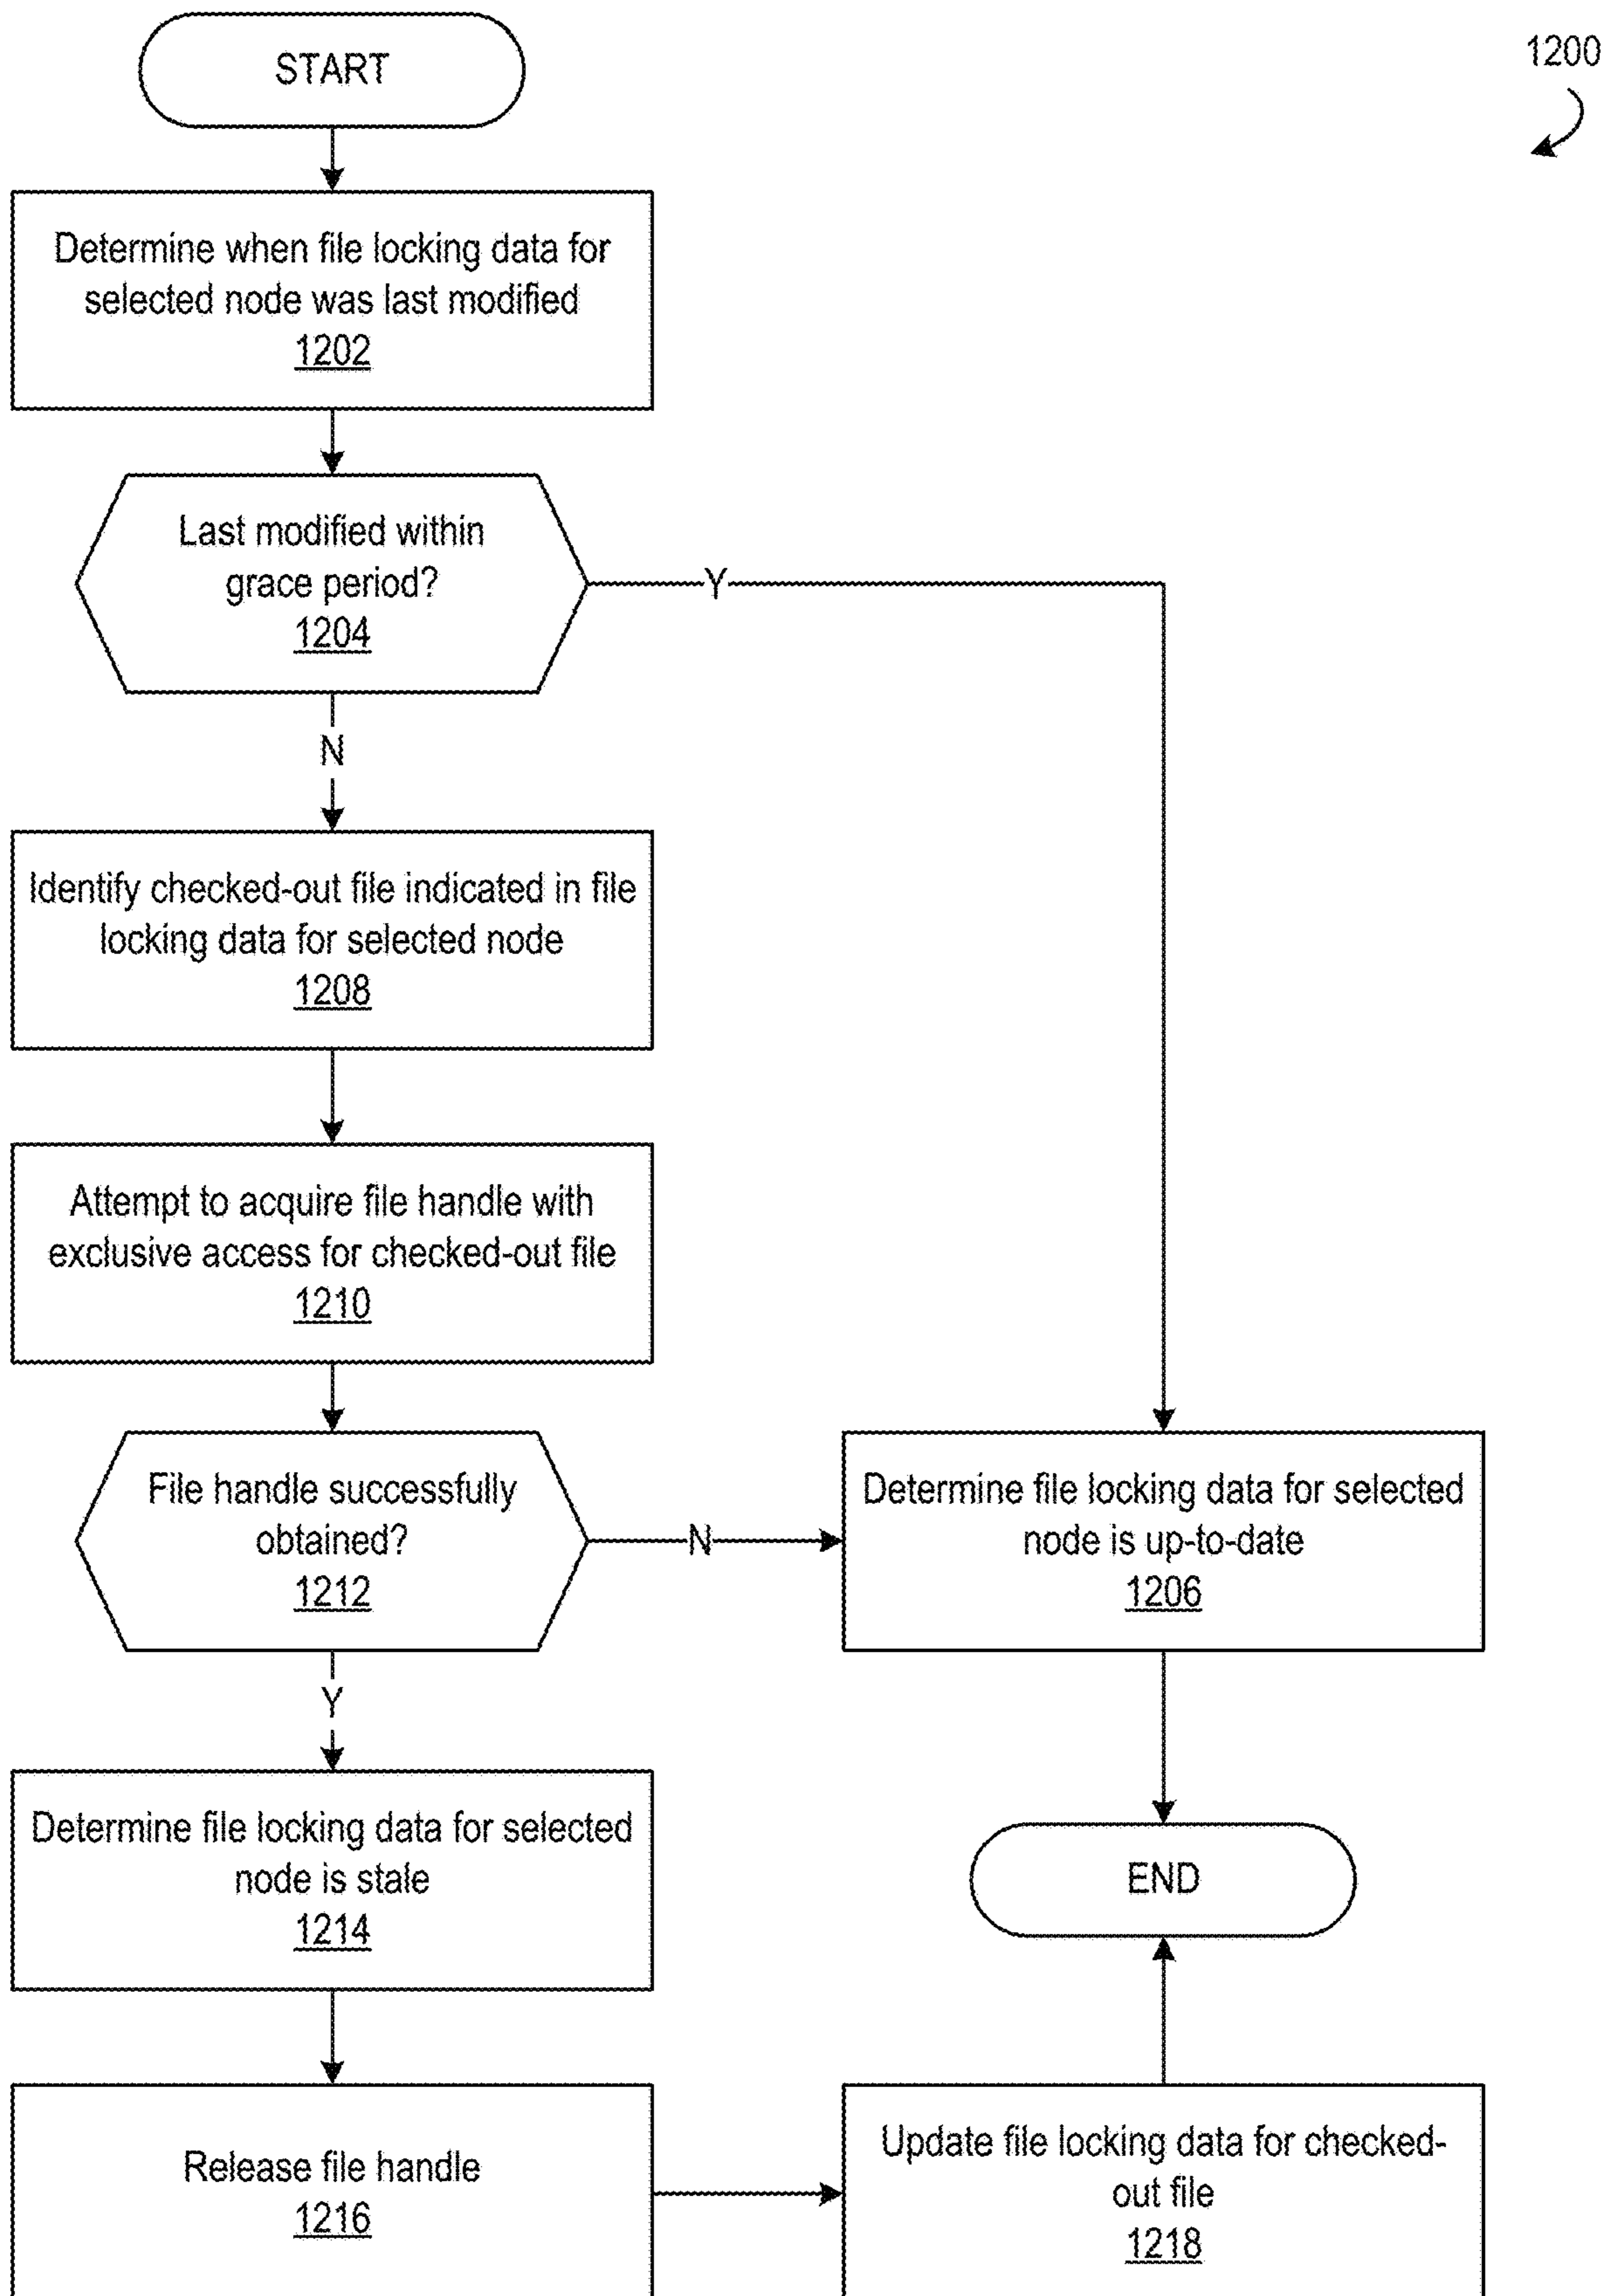 START
1200
Determine when file locking data for
selected node was last modified
1202
Last modified within
grace period?
1204
Y
N
Identify checked-out file indicated in file
locking data for selected node
1208
Attempt to acquire file handle with
exclusive access for checked-out file
1210
File handle successfully
obtained?
1212
N
Determine file locking data for selected
node is up-to-date
1206
Y
Determine file locking data for selected
node is stale
1214
END
Release file handle
1216
Update file locking data for checked-
out file
1218